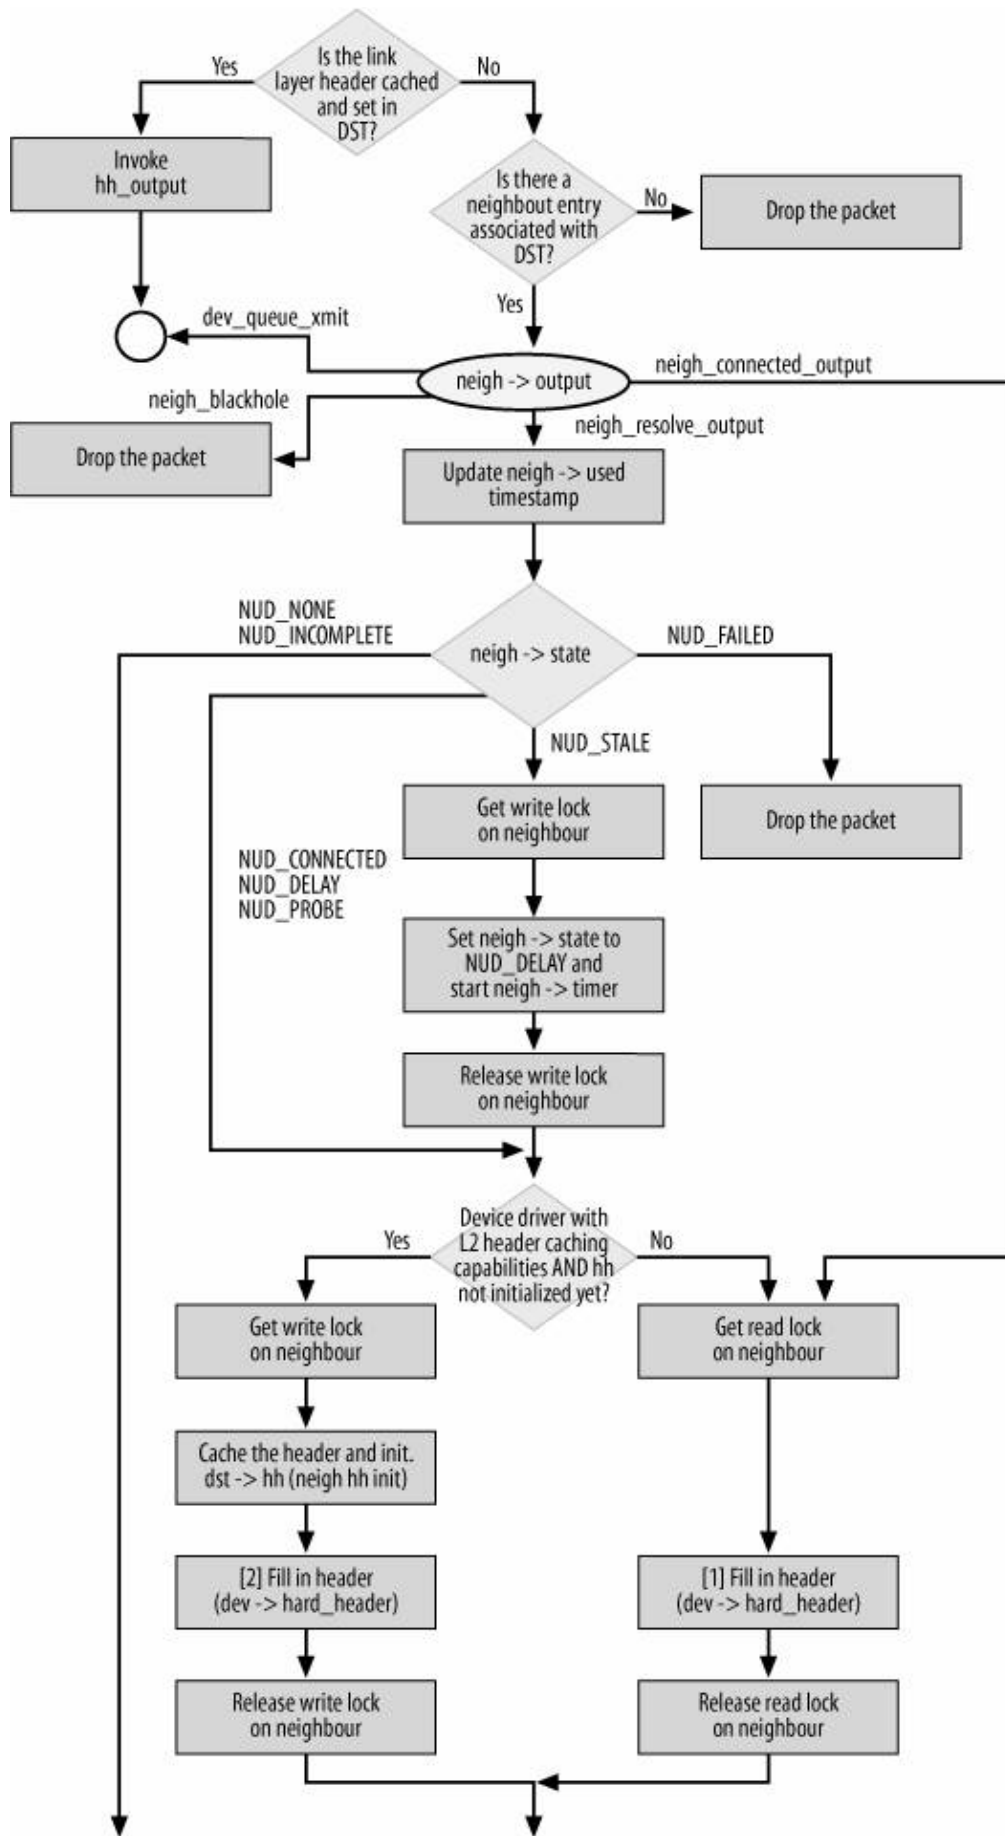 Is the link
layer header cached
and set in
DST?
Yes
No
Invoke
hh_output
Is there a
neighbout entry
associated with
DST?
No
Drop the packet
Yes
dev_queue_xmit
neigh -> output
neigh_connected_output
neigh_blackhole
neigh_resolve_output
Drop the packet
Update neigh -> used
timestamp
NUD_NONE
NUD_INCOMPLETE
neigh -> state
NUD_FAILED
NUD_STALE
Get write lock
on neighbour
Drop the packet
NUD_CONNECTED
NUD_DELAY
NUD_PROBE
Set neigh -> state to
NUD_DELAY and
start neigh -> timer
Release write lock
on neighbour
Device driver with
L2 header caching
capabilities AND hh
not initialized yet?
Yes
No
Get write lock
on neighbour
Get read lock
on neighbour
Cache the header and init.
dst -> hh (neigh hh init)
[2] Fill in header
(dev -> hard_header)
[1] Fill in header
(dev -> hard_header)
Release write lock
on neighbour
Release read lock
on neighbour